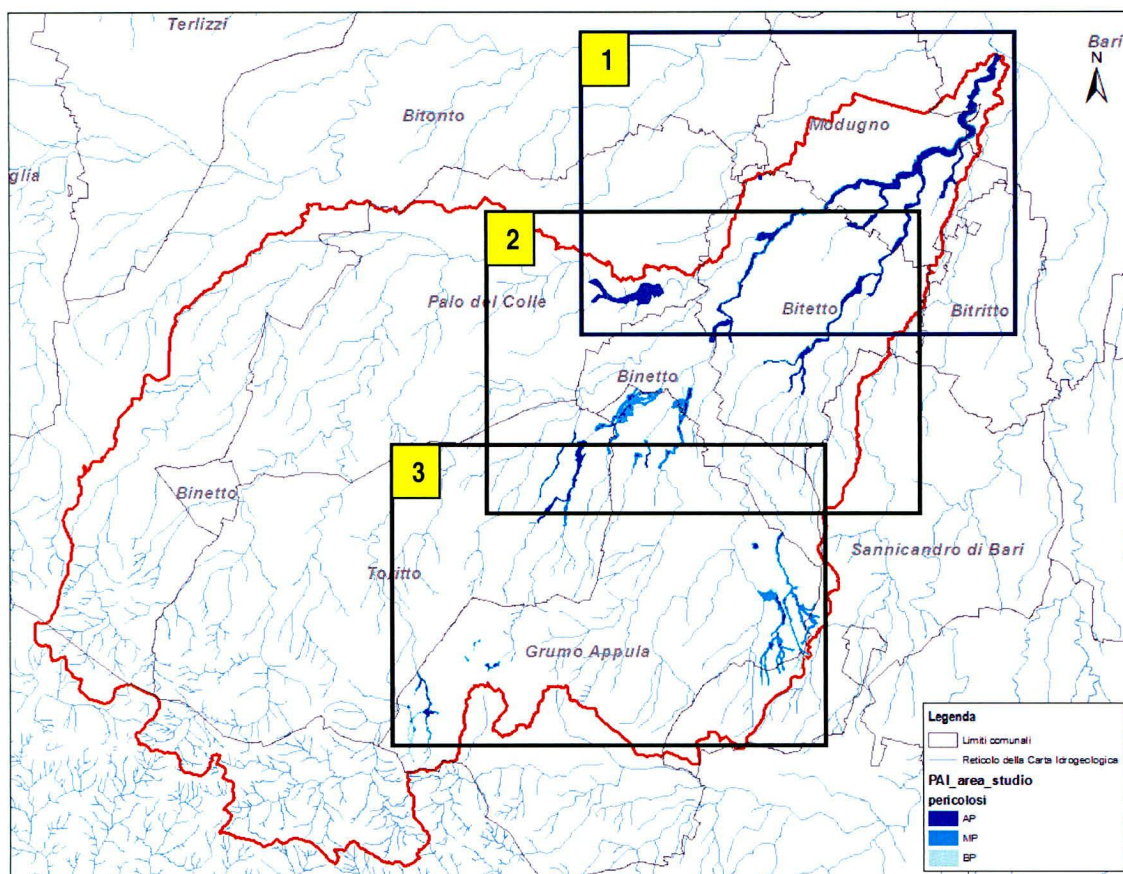 Terlizzi
1
Bari
N
Bitonto
Modugno
glia
2
Palo del Colle
Bitetto
Bitritto
Binetto
3
Binetto
Sannicandro di Bari
Toritto
Grumo Appula
Legenda
Limiti comunali
Reticolo della Carta Idrogeologica
PAI_area_studio
pericolosi
AP
MP
BP